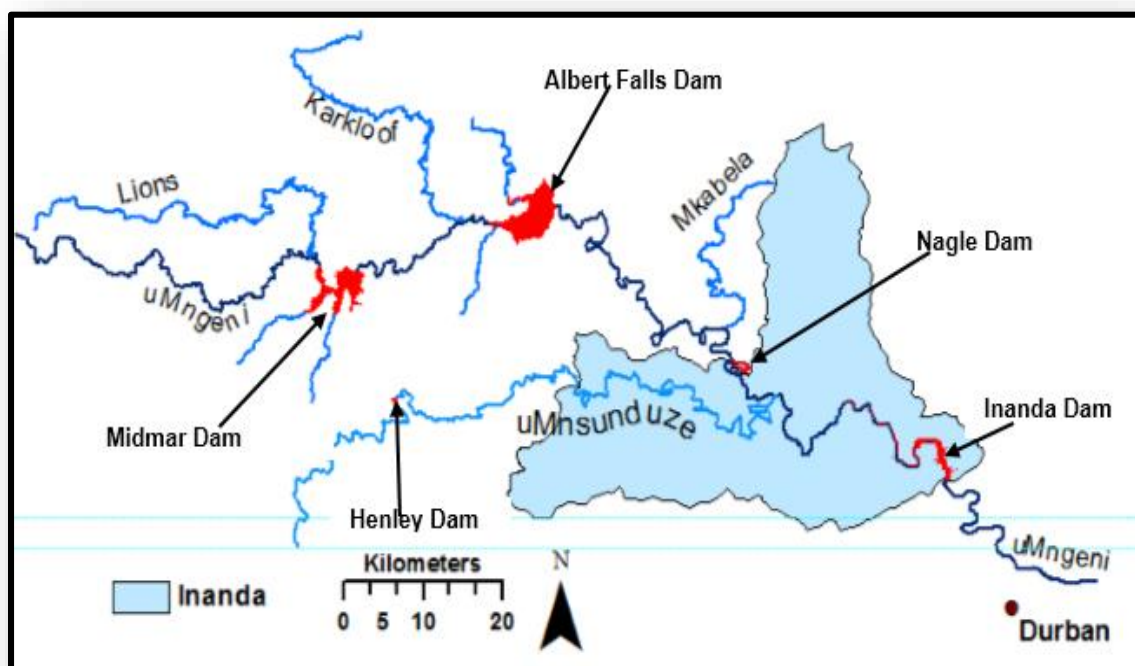 Albert Falls Dam
Karkloof
Lions
Mkabela
Nagle Dam
uMngeni
Inanda Dam
uMnsunduze
Midmar Dam
Henley Dam
uMngeni
Kilometers
N
Inanda
0 5 10 20
Durban